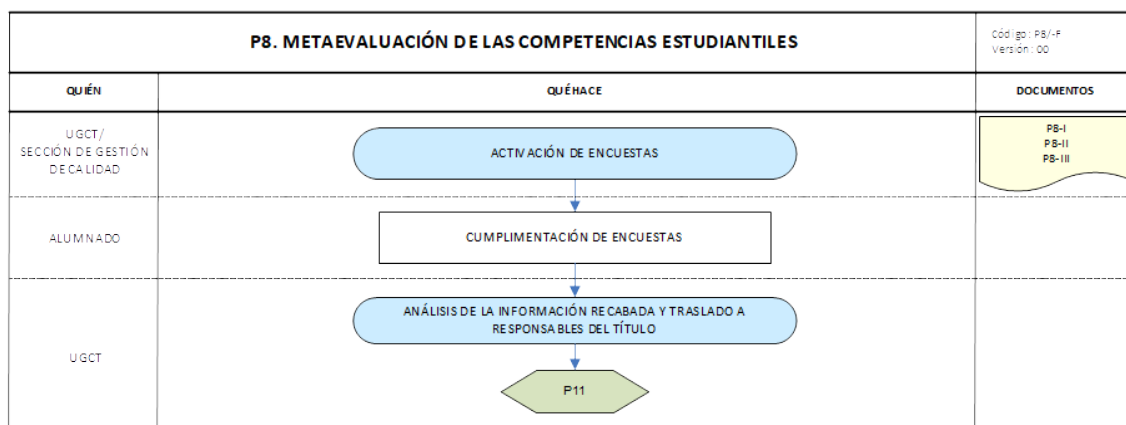 P8. METAEVALUACIÓN DE LAS COMPETENCIAS ESTUDIANTILES
Código: P8/-F
Versión: 00
QUIÉN
QUÉ HACE
DOCUMENTOS
UGCT/
SECCIÓN DE GESTIÓN
DE CALIDAD
ACTIVACIÓN DE ENCUESTAS
P8-I
P8-II
P8-III
ALUMNADO
CUMPLIMENTACIÓN DE ENCUESTAS
UGCT
ANÁLISIS DE LA INFORMACIÓN RECABADA Y TRASLADO A
RESPONSABLES DEL TÍTULO
P11